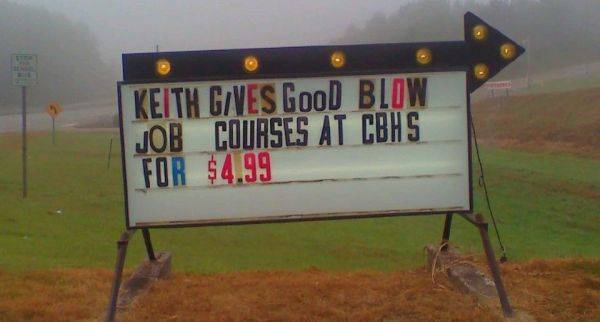 KEITH GIVES GOOD BLOW
JOB COURSES AT CBHS
FOR $4.99